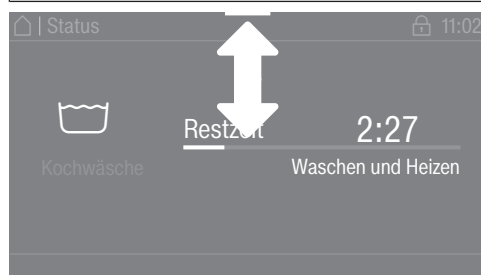 | Status 11:02
Restzeit 2:27
Kochwäsche Waschen und Heizen